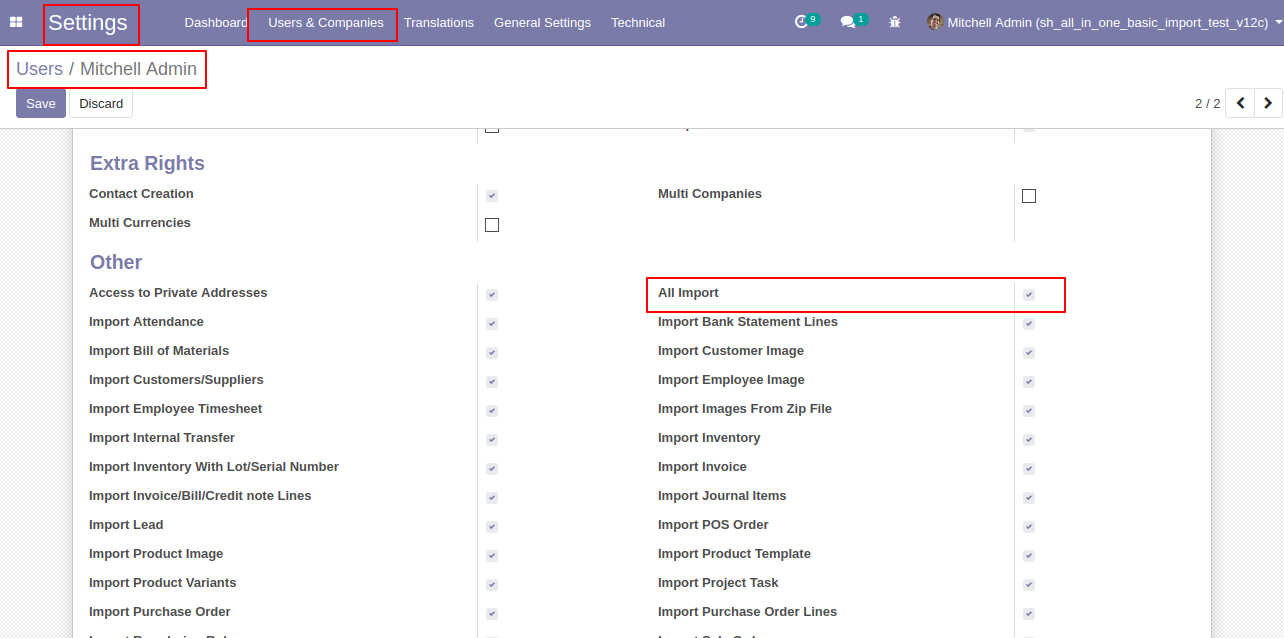 Settings Dashboard Users & Companies Translations General Settings Technical 9 1 Mitchell Admin (sh_all_in_one_basic_import_test_v12c)
Users / Mitchell Admin
Save Discard 2 / 2
Extra Rights
Contact Creation Multi Companies
Multi Currencies
Other
Access to Private Addresses All Import
Import Attendance Import Bank Statement Lines
Import Bill of Materials Import Customer Image
Import Customers/Suppliers Import Employee Image
Import Employee Timesheet Import Images From Zip File
Import Internal Transfer Import Inventory
Import Inventory With Lot/Serial Number Import Invoice
Import Invoice/Bill/Credit note Lines Import Journal Items
Import Lead Import POS Order
Import Product Image Import Product Template
Import Product Variants Import Project Task
Import Purchase Order Import Purchase Order Lines